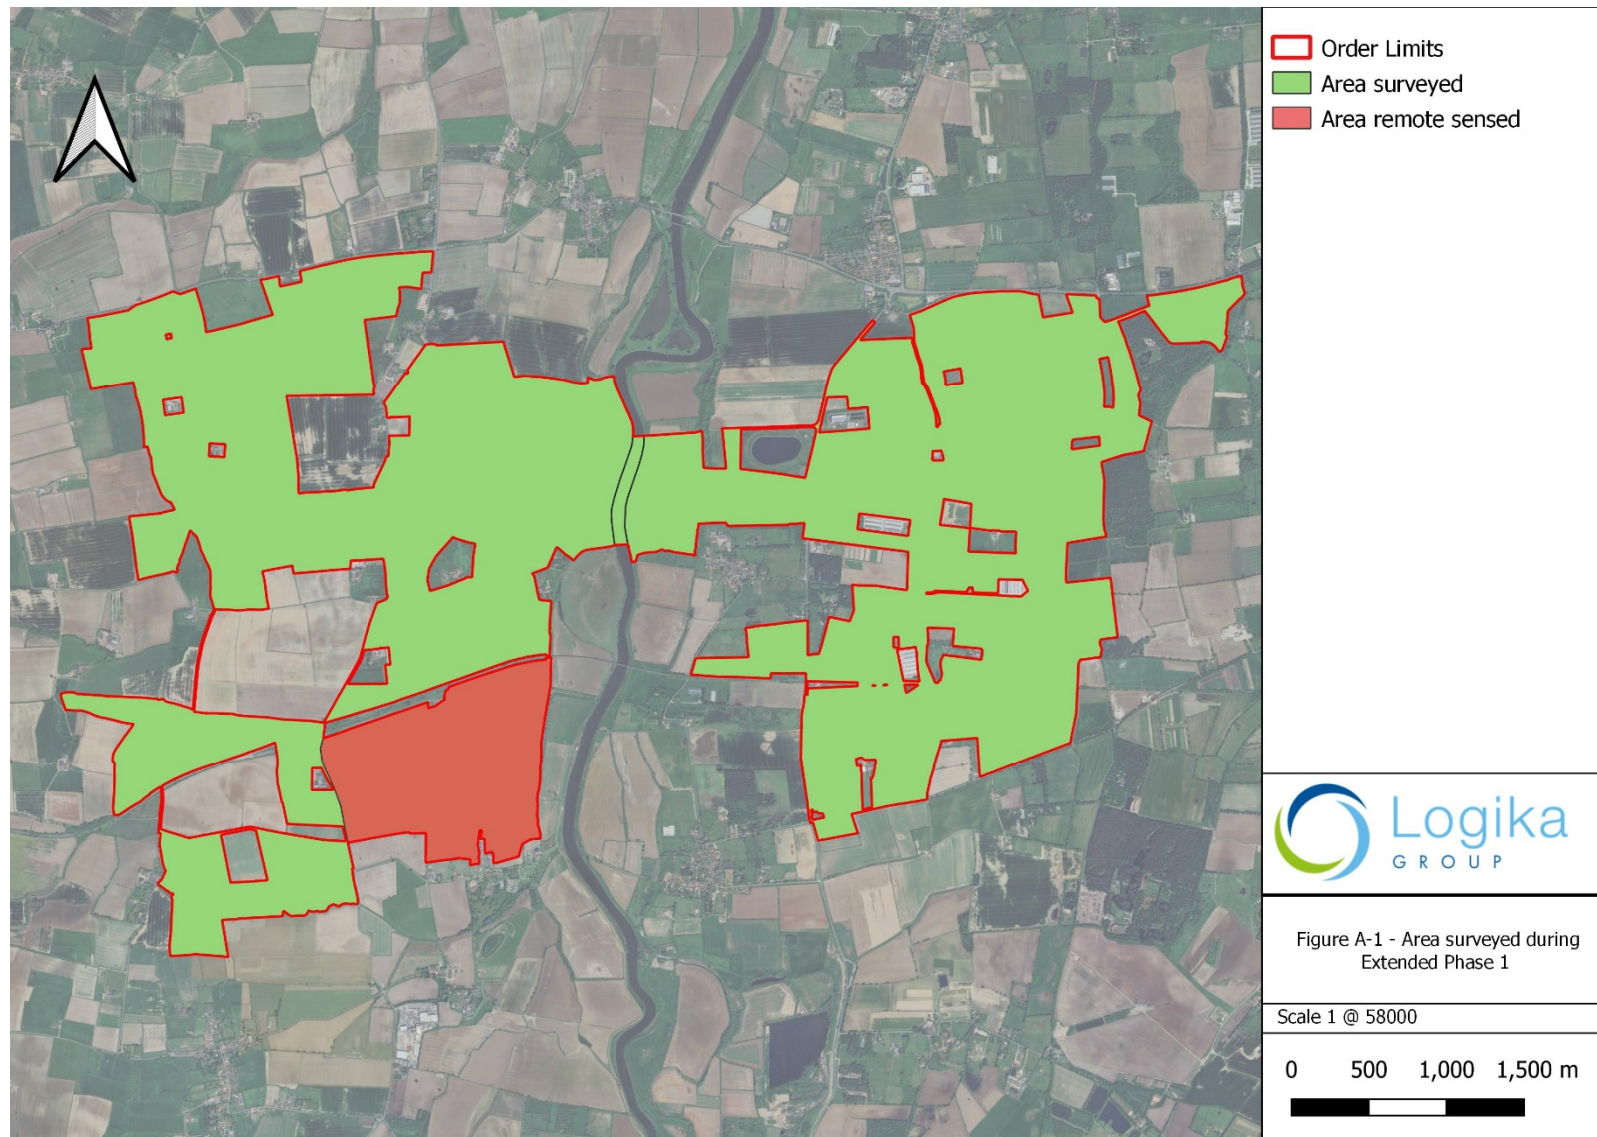 Order Limits
Area surveyed
Area remote sensed
Logika
GROUP
Figure A-1 - Area surveyed during
Extended Phase 1
Scale 1 @ 58000
0 500 1,000 1,500 m